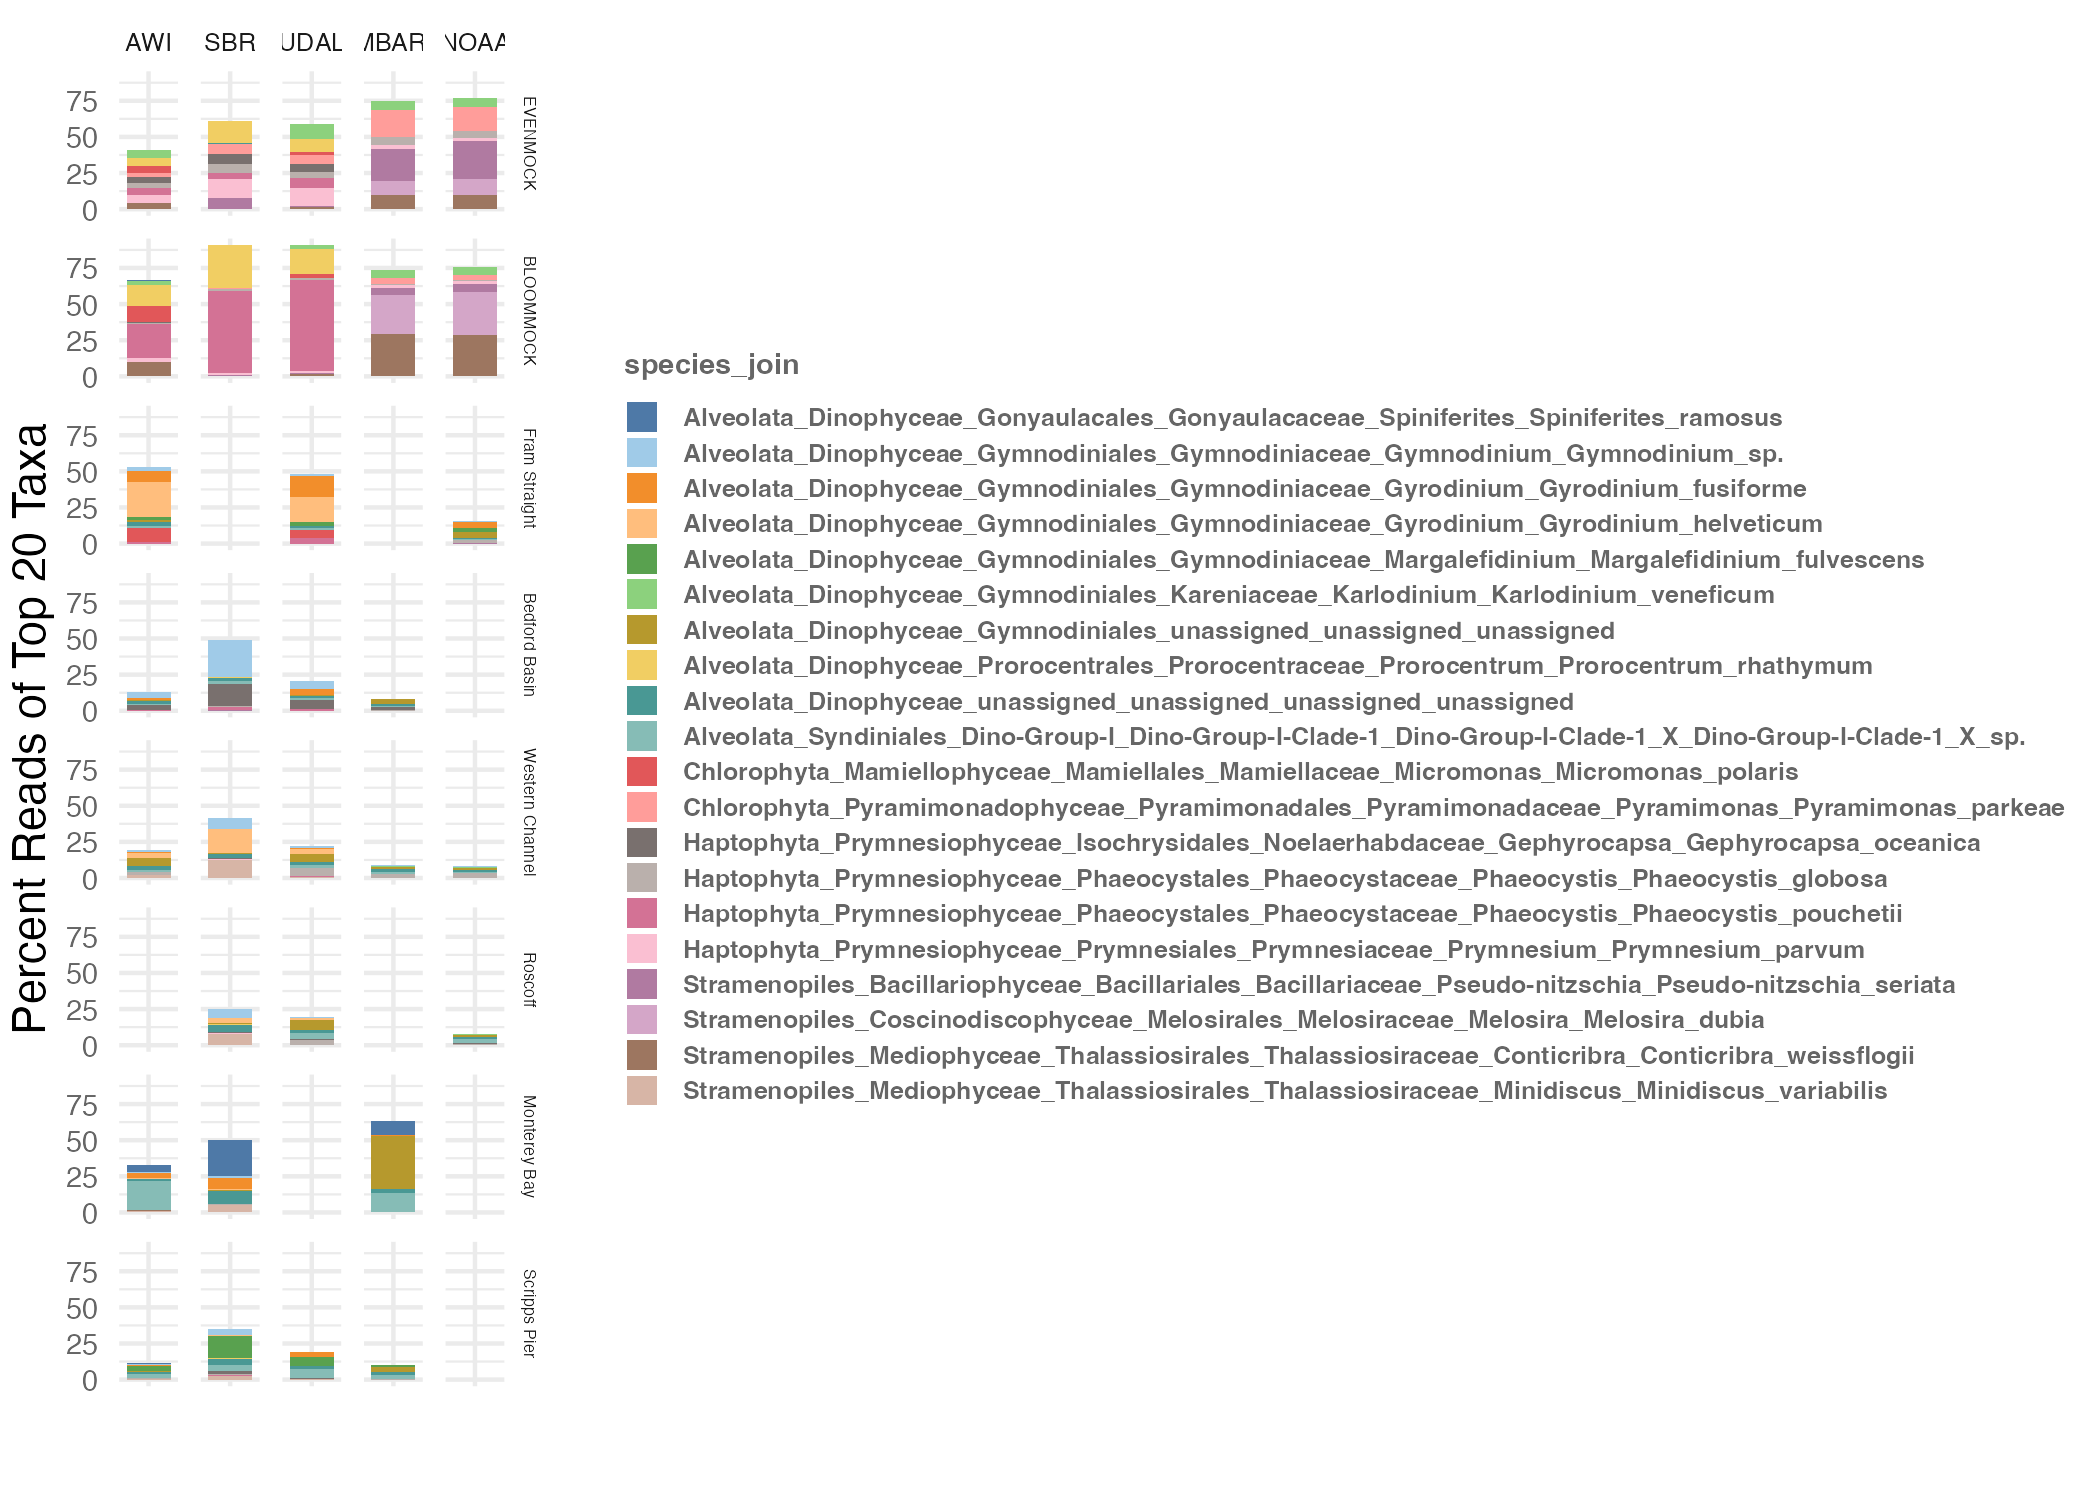 AWI SBR UDAL MBAR NOAA
Percent Reads of Top 20 Taxa
75
50
25
0
EVENMOCK
75
50
25
0
BLOOMMOCK
75
50
25
0
Fram Straight
75
50
25
0
Bedford Basin
75
50
25
0
Western Channel
75
50
25
0
Roscoff
75
50
25
0
Monterey Bay
75
50
25
0
Scripps Pier
species_join
Alveolata_Dinophyceae_Gonyaulacales_Gonyaulacaceae_Spiniferites_Spiniferites_ramosus
Alveolata_Dinophyceae_Gymnodiniales_Gymnodiniaceae_Gymnodinium_Gymnodinium_sp.
Alveolata_Dinophyceae_Gymnodiniales_Gymnodiniaceae_Gyrodinium_Gyrodinium_fusiforme
Alveolata_Dinophyceae_Gymnodiniales_Gymnodiniaceae_Gyrodinium_Gyrodinium_helveticum
Alveolata_Dinophyceae_Gymnodiniales_Gymnodiniaceae_Margalefidinium_Margalefidinium_fulvescens
Alveolata_Dinophyceae_Gymnodiniales_Kareniaceae_Karlodinium_Karlodinium_veneficum
Alveolata_Dinophyceae_Gymnodiniales_unassigned_unassigned_unassigned
Alveolata_Dinophyceae_Prorocentrales_Prorocentraceae_Prorocentrum_Prorocentrum_rhathymum
Alveolata_Dinophyceae_unassigned_unassigned_unassigned_unassigned
Alveolata_Syndiniales_Dino-Group-I_Dino-Group-I-Clade-1_Dino-Group-I-Clade-1_X_Dino-Group-I-Clade-1_X_sp.
Chlorophyta_Mamiellophyceae_Mamiellales_Mamiellaceae_Micromonas_Micromonas_polaris
Chlorophyta_Pyramimonadophyceae_Pyramimonadales_Pyramimonadaceae_Pyramimonas_Pyramimonas_parkeae
Haptophyta_Prymnesiophyceae_Isochrysidales_Noelaerhabdaceae_Gephyrocapsa_Gephyrocapsa_oceanica
Haptophyta_Prymnesiophyceae_Phaeocystales_Phaeocystaceae_Phaeocystis_Phaeocystis_globosa
Haptophyta_Prymnesiophyceae_Phaeocystales_Phaeocystaceae_Phaeocystis_Phaeocystis_pouchetii
Haptophyta_Prymnesiophyceae_Prymnesiales_Prymnesiaceae_Prymnesium_Prymnesium_parvum
Stramenopiles_Bacillariophyceae_Bacillariales_Bacillariaceae_Pseudo-nitzschia_Pseudo-nitzschia_seriata
Stramenopiles_Coscinodiscophyceae_Melosirales_Melosiraceae_Melosira_Melosira_dubia
Stramenopiles_Mediophyceae_Thalassiosirales_Thalassiosiraceae_Conticribra_Conticribra_weissflogii
Stramenopiles_Mediophyceae_Thalassiosirales_Thalassiosiraceae_Minidiscus_Minidiscus_variabilis